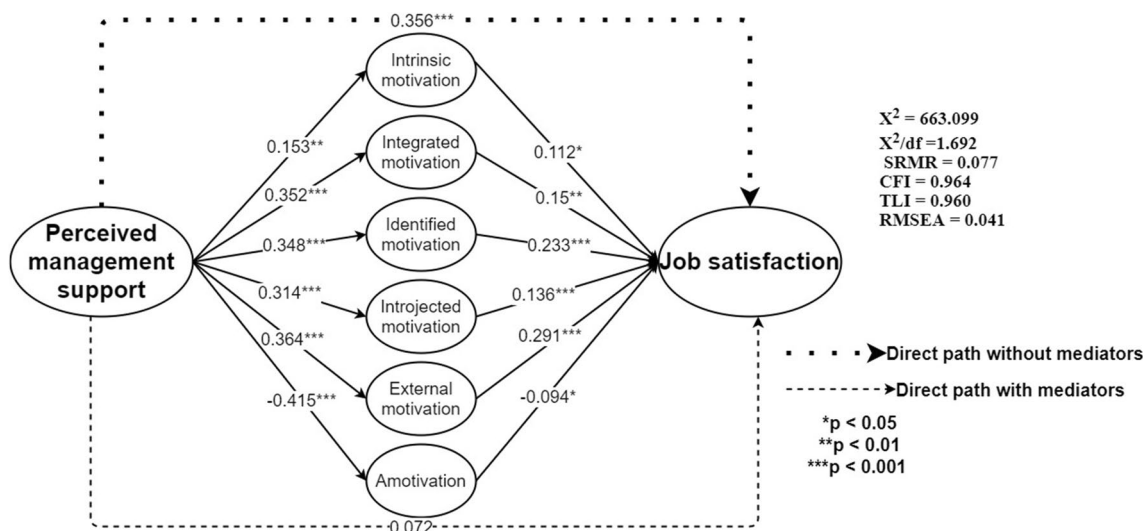 0.356***
Intrinsic
motivation
0.153**
0.112*
Integrated
motivation
0.352***
0.15**
Identified
motivation
0.348***
0.233***
Perceived
management
support
Job satisfaction
Introjected
motivation
0.314***
0.136***
0.364***
0.291***
External
motivation
-0.415***
-0.094*
Amotivation
0.072
X² = 663.099
X²/df =1.692
SRMR = 0.077
CFI = 0.964
TLI = 0.960
RMSEA = 0.041
Direct path without mediators
Direct path with mediators
*p < 0.05
**p < 0.01
***p < 0.001